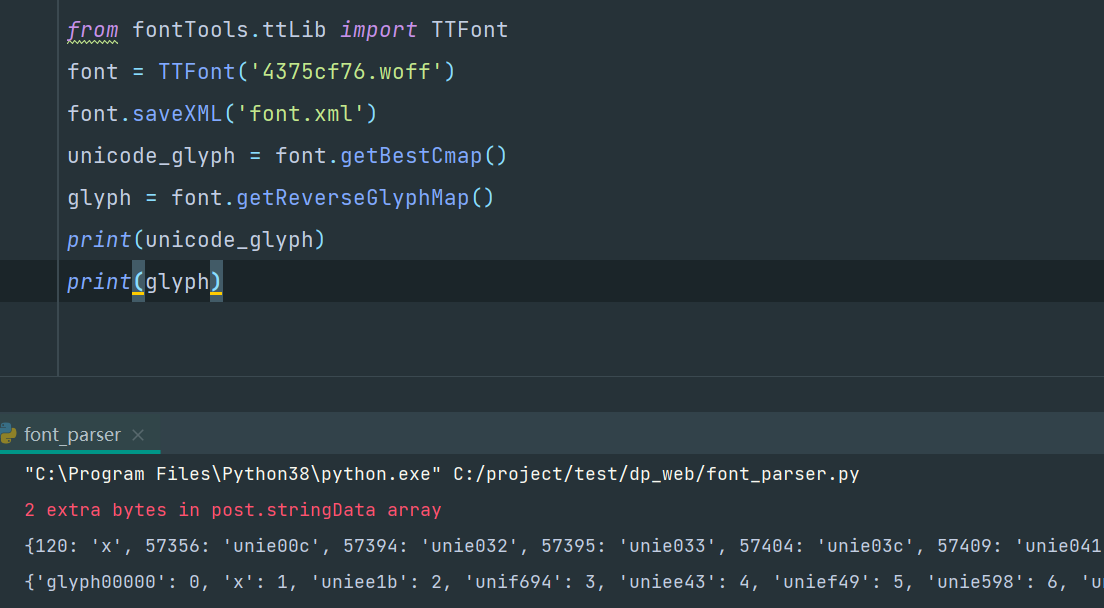 from fontTools.ttLib import TTFont
font = TTFont('4375cf76.woff')
font.saveXML('font.xml')
unicode_glyph = font.getBestCmap()
glyph = font.getReverseGlyphMap()
print(unicode_glyph)
print(glyph)
font_parser ×
"C:\Program Files\Python38\python.exe" C:/project/test/dp_web/font_parser.py
2 extra bytes in post.stringData array
{120: 'x', 57356: 'unie00c', 57394: 'unie032', 57395: 'unie033', 57404: 'unie03c', 57409: 'unie041
{'glyph00000': 0, 'x': 1, 'uniee1b': 2, 'unif694': 3, 'uniee43': 4, 'unief49': 5, 'unie598': 6, 'u